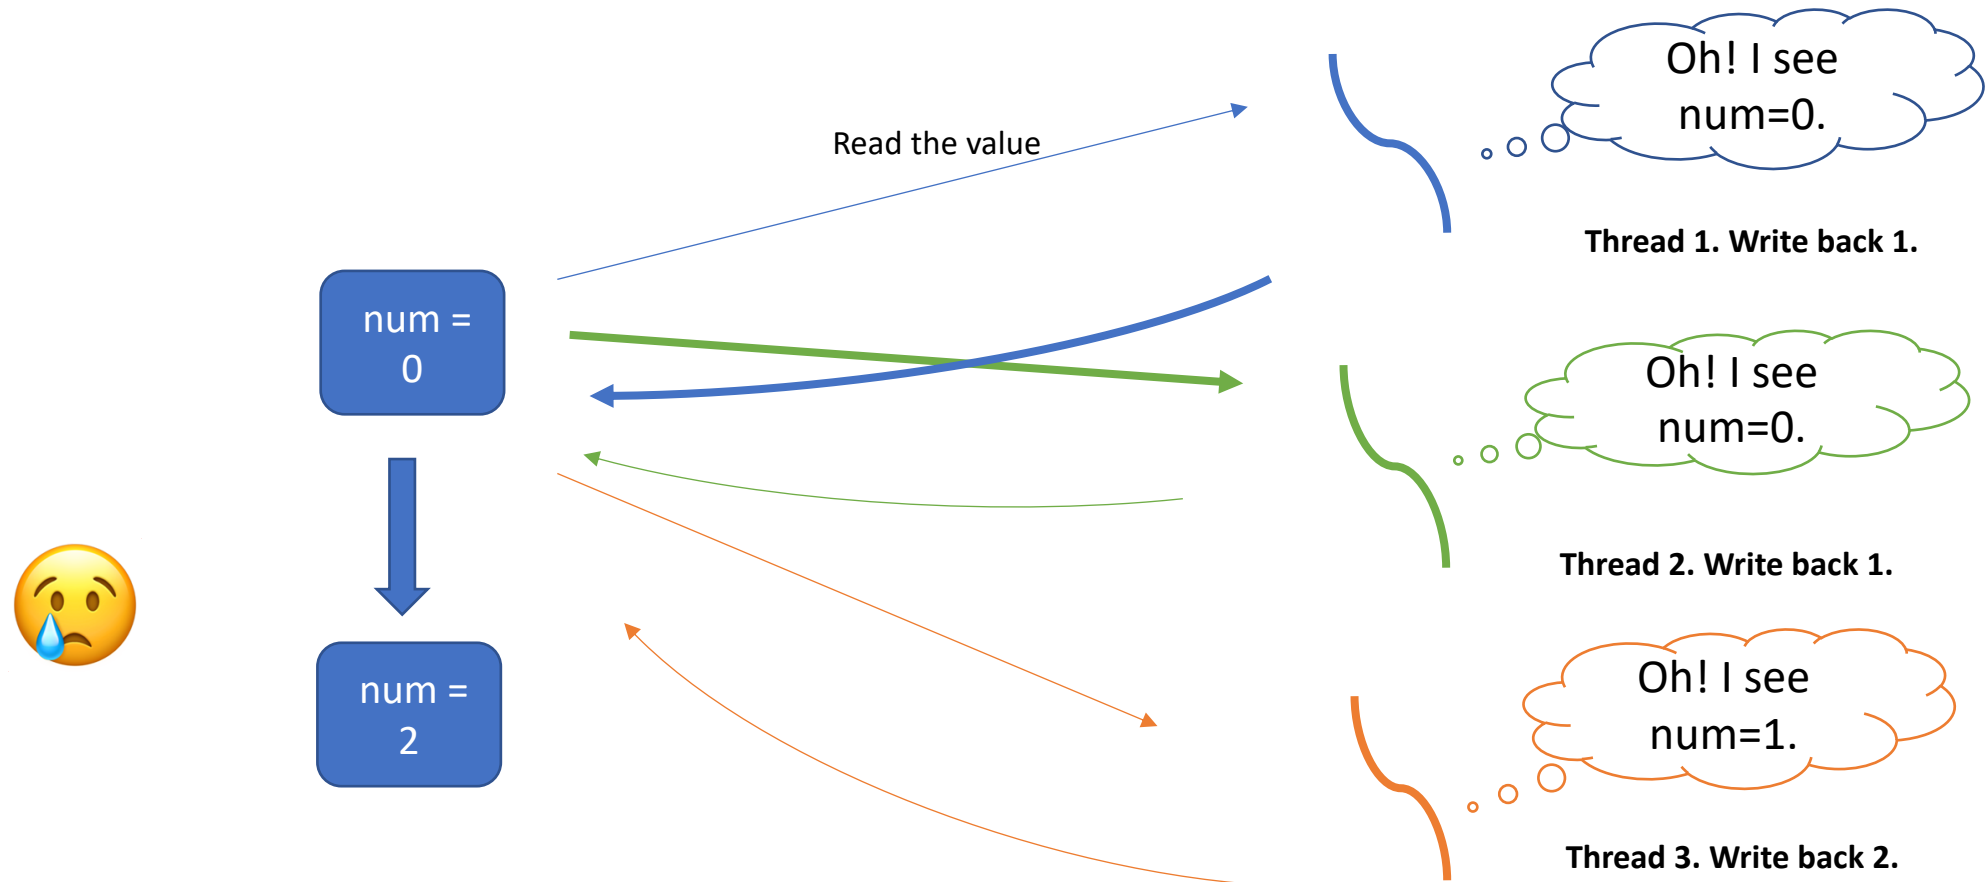 Oh! I see
num=0.
Read the value
Thread 1. Write back 1.
num =
0
Oh! I see
num=0.
Thread 2. Write back 1.
num =
2
Oh! I see
num=1.
Thread 3. Write back 2.